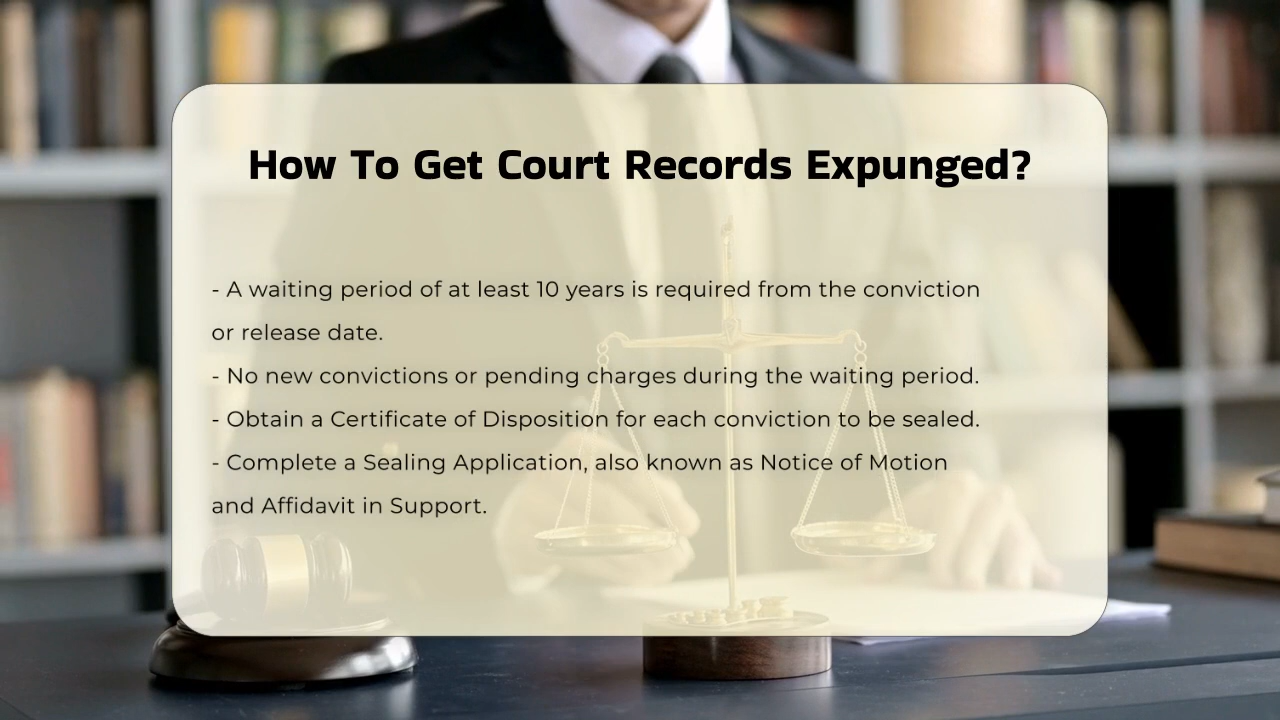 How To Get Court Records Expunged?
- A waiting period of at least 10 years is required from the conviction
or release date.
- No new convictions or pending charges during the waiting period.
- Obtain a Certificate of Disposition for each conviction to be sealed.
- Complete a Sealing Application, also known as Notice of Motion
and Affidavit in Support.